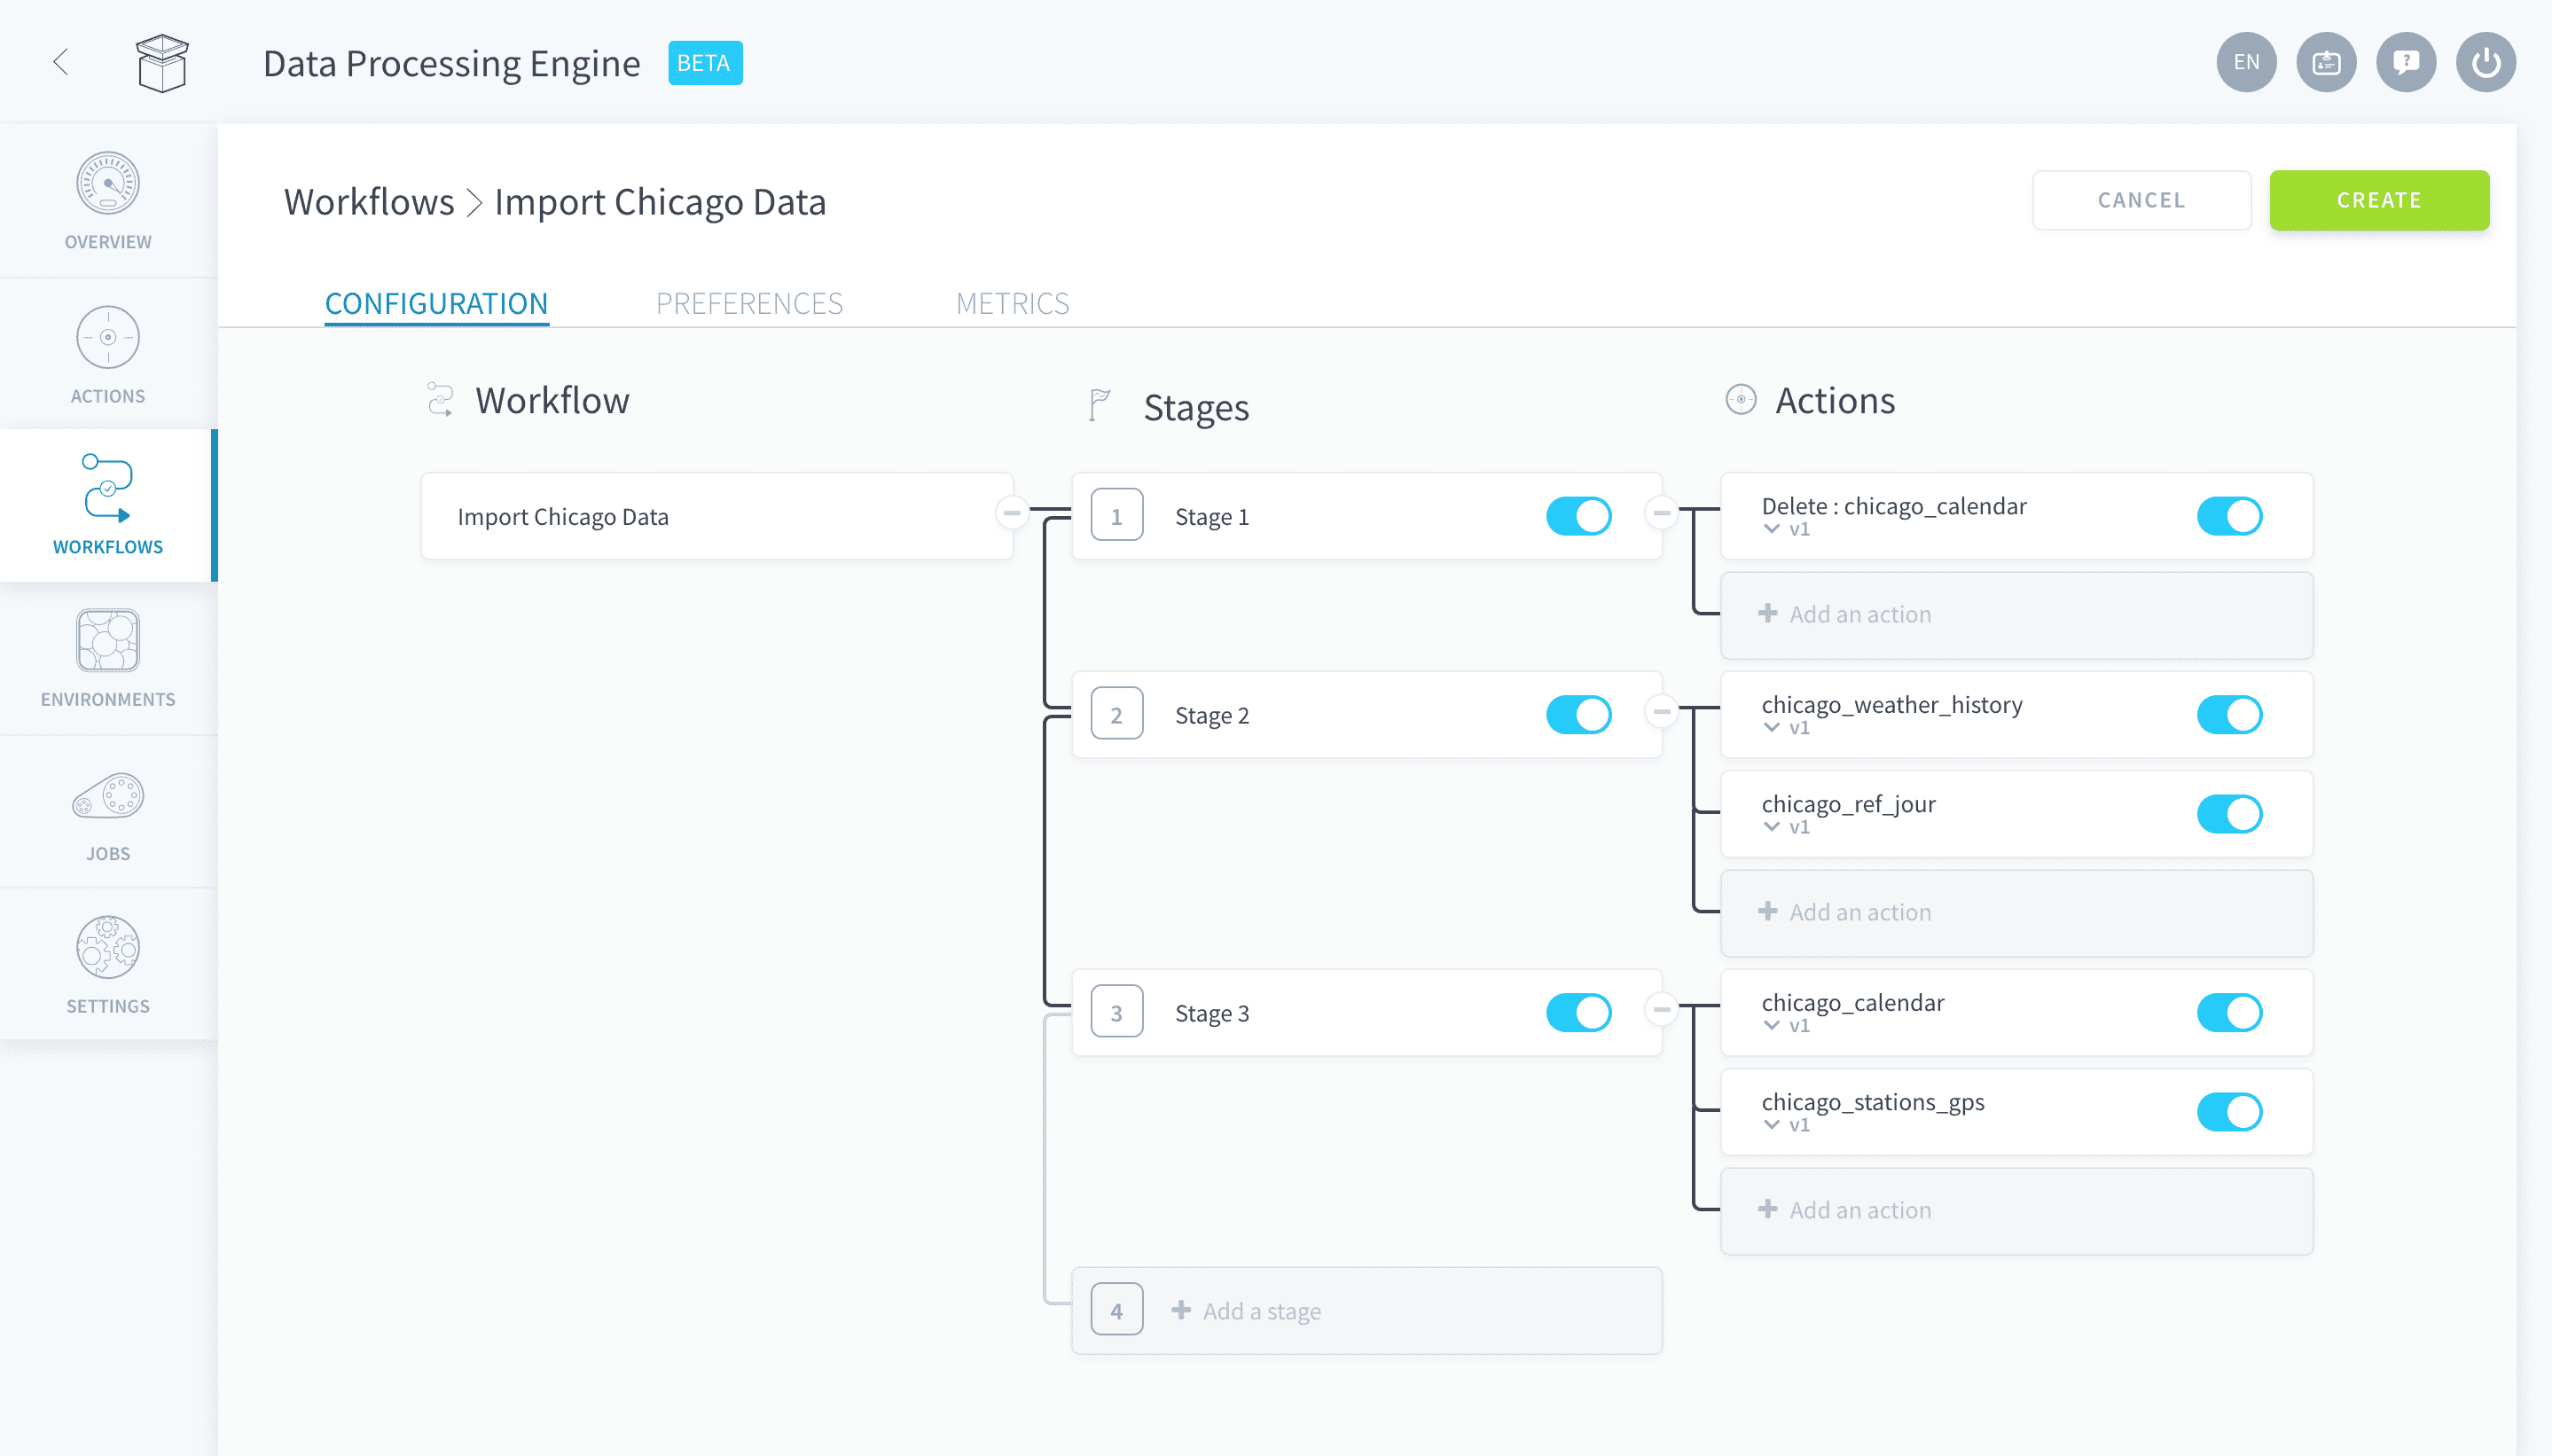 Data Processing Engine BETA
EN
OVERVIEW
ACTIONS
WORKFLOWS
ENVIRONMENTS
JOBS
SETTINGS
Workflows > Import Chicago Data
CANCEL
CREATE
CONFIGURATION
PREFERENCES
METRICS
Workflow
Stages
Actions
Import Chicago Data
1 Stage 1
Delete : chicago_calendar
v1
+ Add an action
2 Stage 2
chicago_weather_history
v1
chicago_ref_jour
v1
+ Add an action
3 Stage 3
chicago_calendar
v1
chicago_stations_gps
v1
+ Add an action
4 + Add a stage